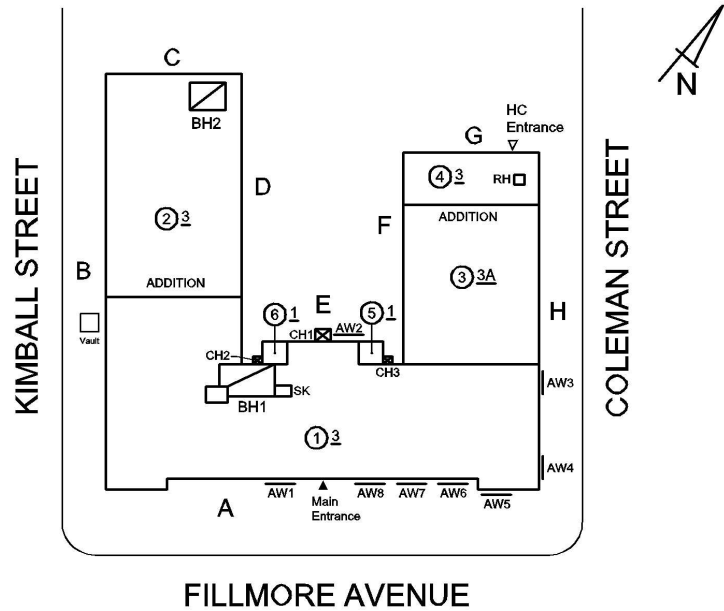 C
N
BH2
HC
Entrance
G
④ 3
RH
D
② 3
F
ADDITION
KIMBALL STREET
COLEMAN STREET
B
ADDITION
③ 3A
⑥ 1
E
⑤ 1
H
Vault
CH1
AW2
CH2
CH3
SK
BH1
AW3
① 3
AW4
A
AW1
Main
Entrance
AW8
AW7
AW6
AW5
FILLMORE AVENUE